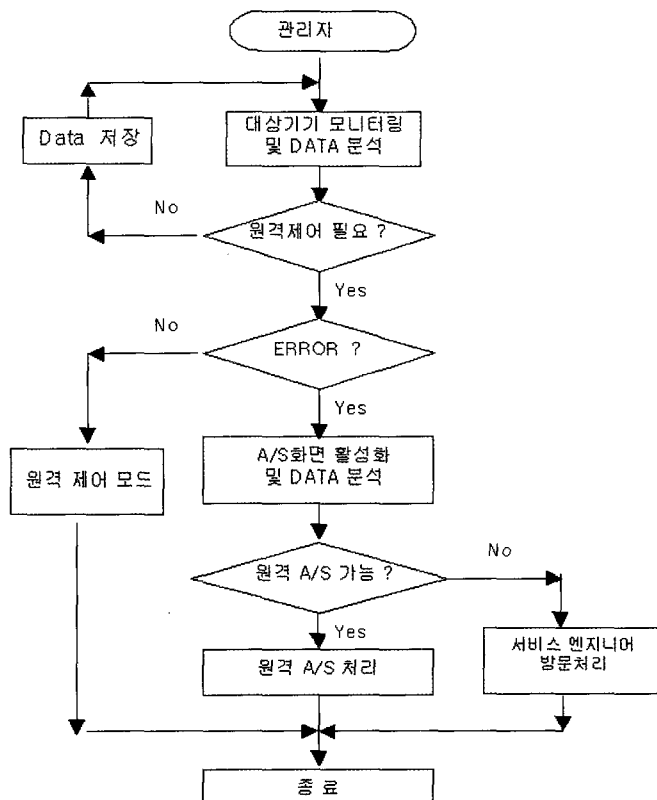 관리자
Data 저장
대상기기 모니터링
및 DATA 분석
No
원격제어 필요 ?
Yes
No
ERROR ?
Yes
원격 제어 모드
A/S화면 활성화
및 DATA 분석
No
원격 A/S 가능 ?
Yes
서비스 엔지니어
방문처리
원격 A/S 처리
종 료